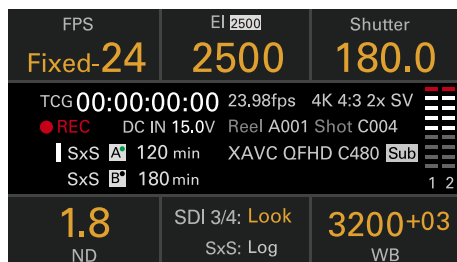 FPS EI 2500 Shutter
Fixed-24 2500 180.0
TCG 00:00:00:00 23.98fps 4K 4:3 2x SV
REC DC IN 15.0V Reel A001 Shot C004
SxS A 120 min XAVC QFHD C480 Sub
SxS B 180 min 1 2
1.8 SDI 3/4: Look 3200+03
ND SxS: Log WB